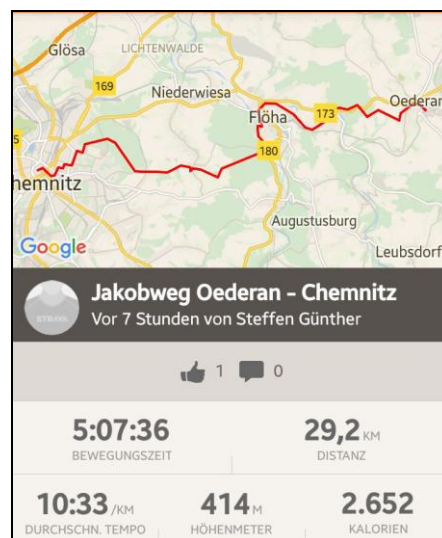 Glösa
LICHTENWALDE
169
Niederwiesa
Oederan
173
Flöha
5
180
hemnitz
Augustusburg
Google
Leubsdorf
Jakobweg Oederan - Chemnitz
Vor 7 Stunden von Steffen Günther
STRAVA
1 0
5:07:36 29,2 KM
BEWEGUNGSZEIT DISTANZ
10:33 /KM 414 M 2.652
DURCHSCHN. TEMPO HÖHENMETER KALORIEN